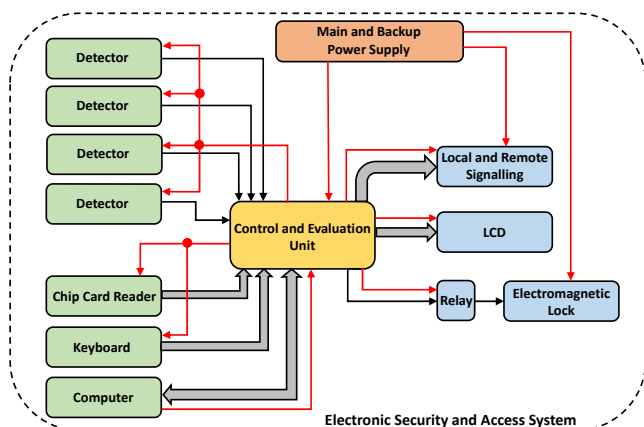 Main and Backup
Power Supply
Detector
Detector
Detector
Detector
Local and Remote
Signalling
Control and Evaluation
Unit
LCD
Chip Card Reader
Relay
Electromagnetic
Lock
Keyboard
Computer
Electronic Security and Access System